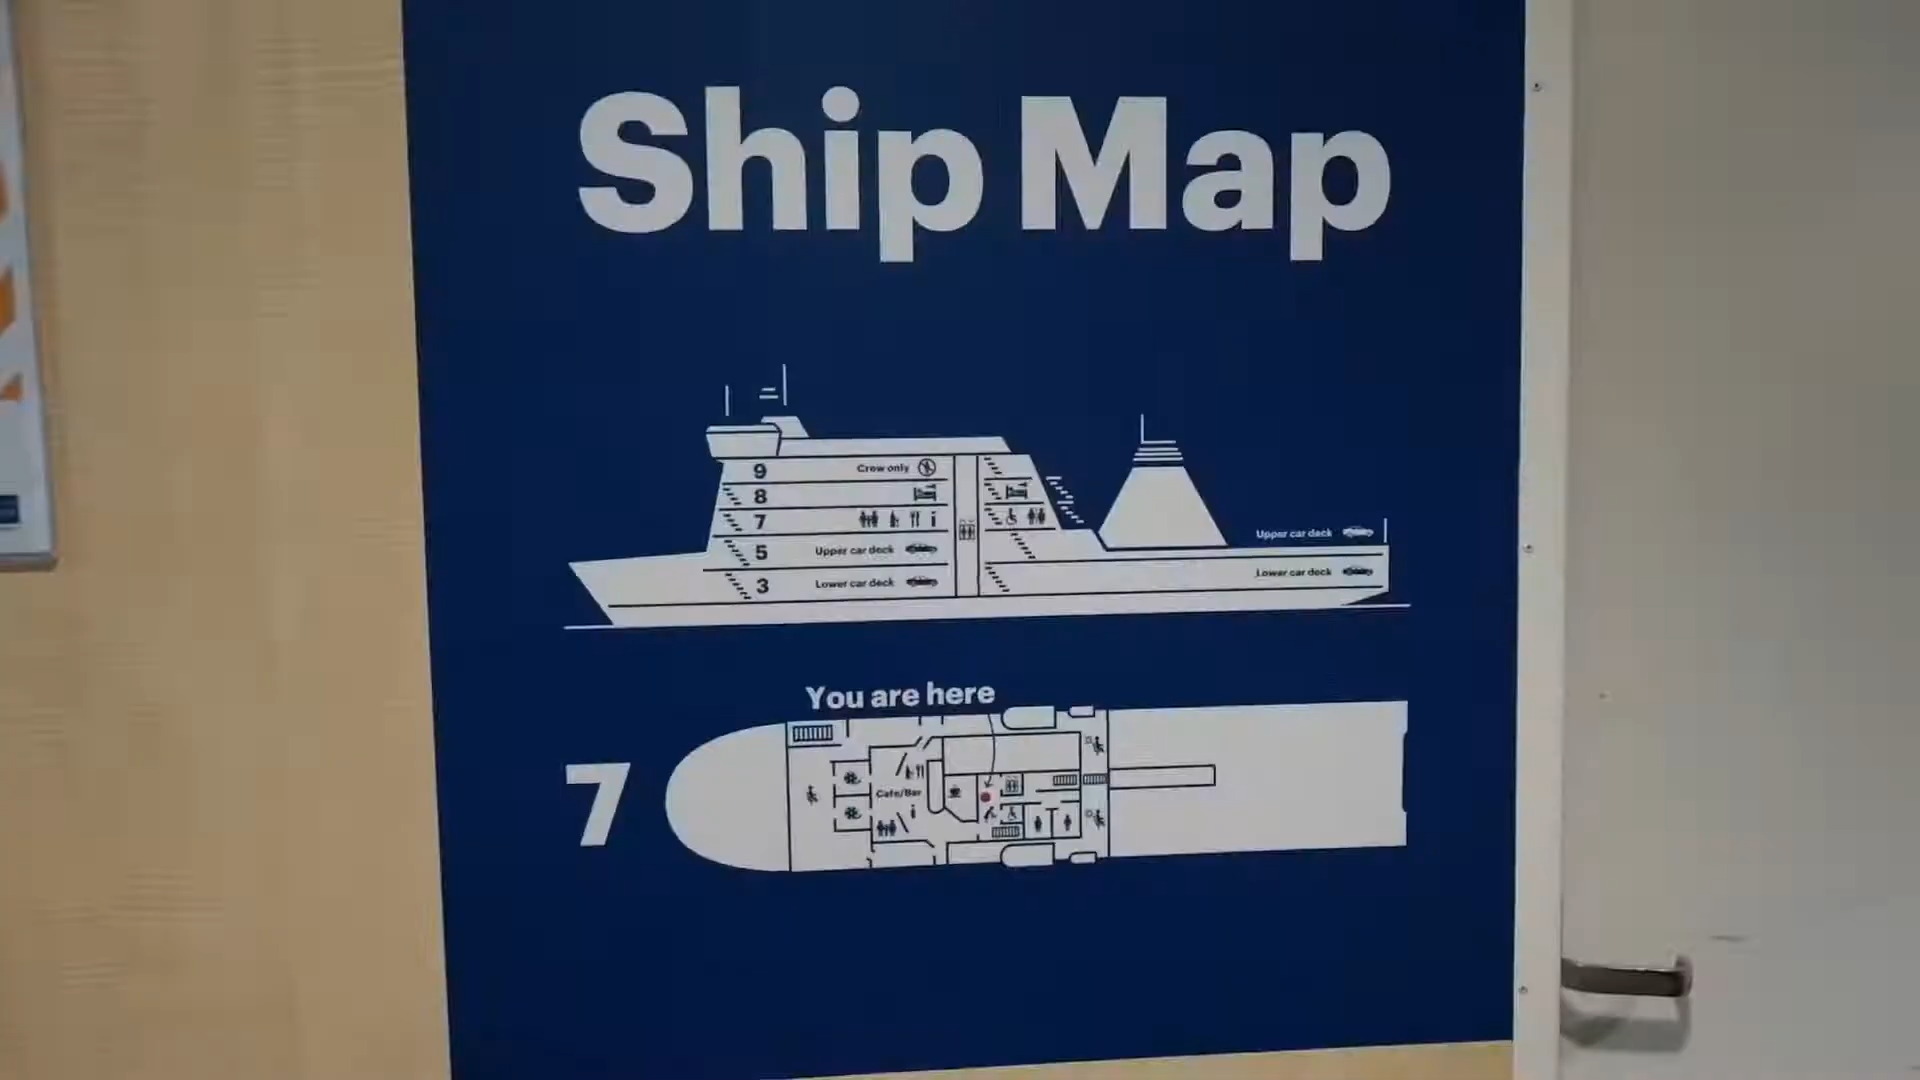 Ship Map
9 Crew only
8
7
5 Upper car deck
3 Lower car deck
Upper car deck
Lower car deck
You are here
7
Cafe/Bar